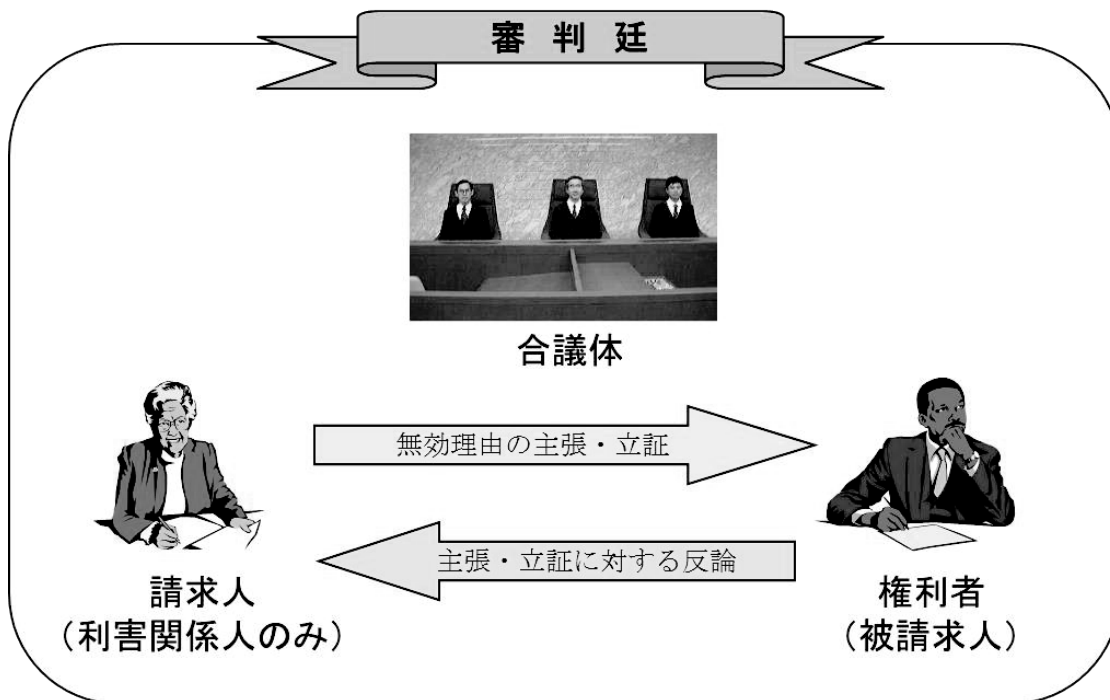 審 判 廷
合議体
無効理由の主張・立証
主張・立証に対する反論
請求人
（利害関係人のみ）
権利者
（被請求人）